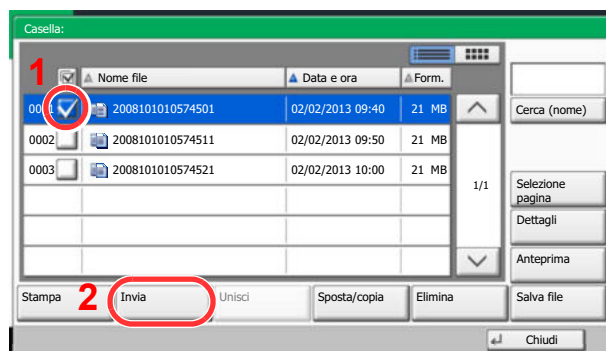 Casella:
1
Nome file Data e ora Form.
0001 2008101010574501 02/02/2013 09:40 21 MB
Cerca (nome)
0002 2008101010574511 02/02/2013 09:50 21 MB
0003 2008101010574521 02/02/2013 10:00 21 MB
1/1
Selezione
pagina
Dettagli
Anteprima
Stampa 2 Invia Unisci Sposta/copia Elimina Salva file
Chiudi